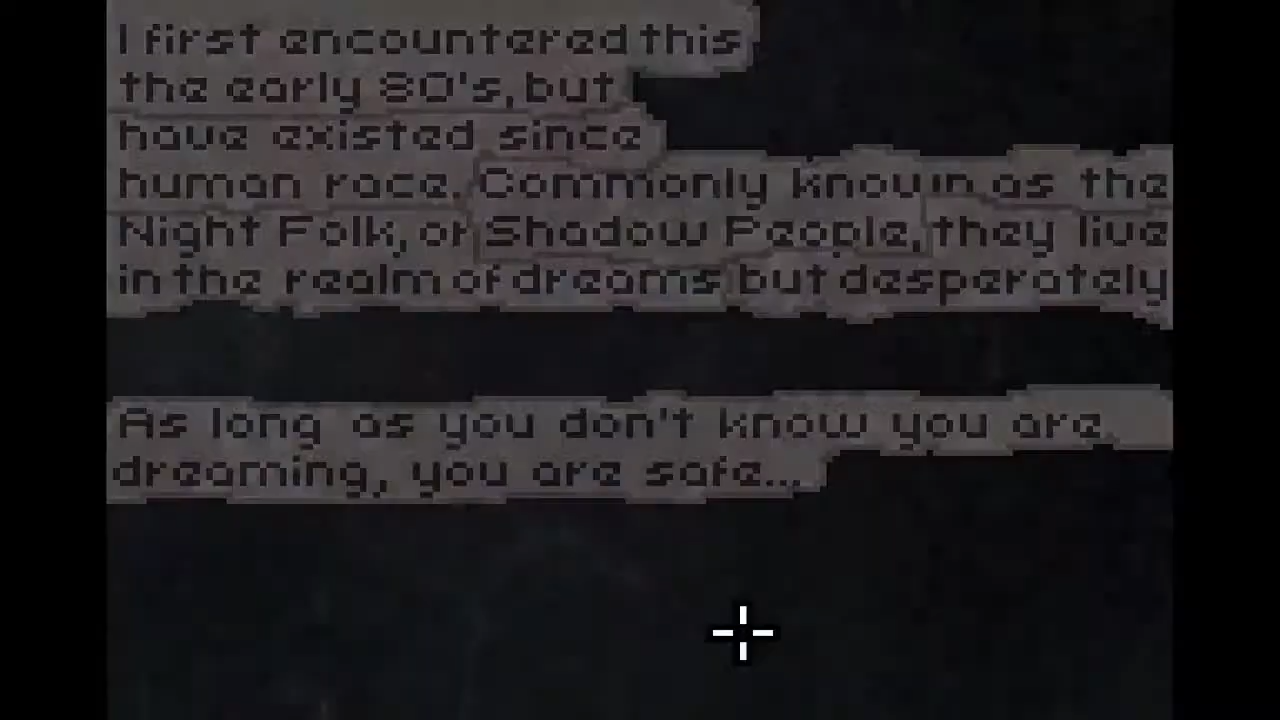 I first encountered this
the early 80's, but
have existed since
human race. Commonly known as the
Night Folk, or Shadow People, they live
in the realm of dreams but desperately
As long as you don't know you are
dreaming, you are safe...